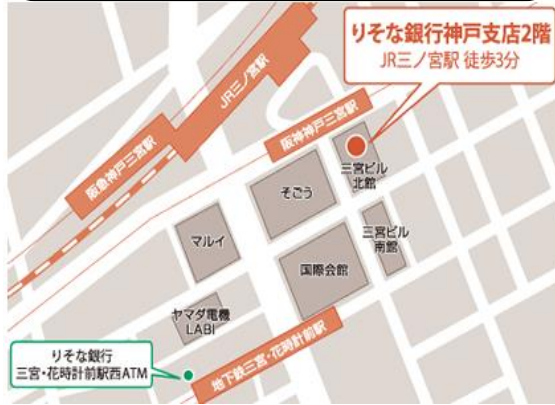 りそな銀行神戸支店2階
JR三ノ宮駅 徒歩3分
JR三ノ宮駅
阪急神戸三宮駅
阪神神戸三宮駅
三宮ビル
北館
そごう
三宮ビル
南館
マルイ
国際会館
ヤマダ電機
LABI
地下鉄三宮・花時計前駅
りそな銀行
三宮・花時計前駅西ATM